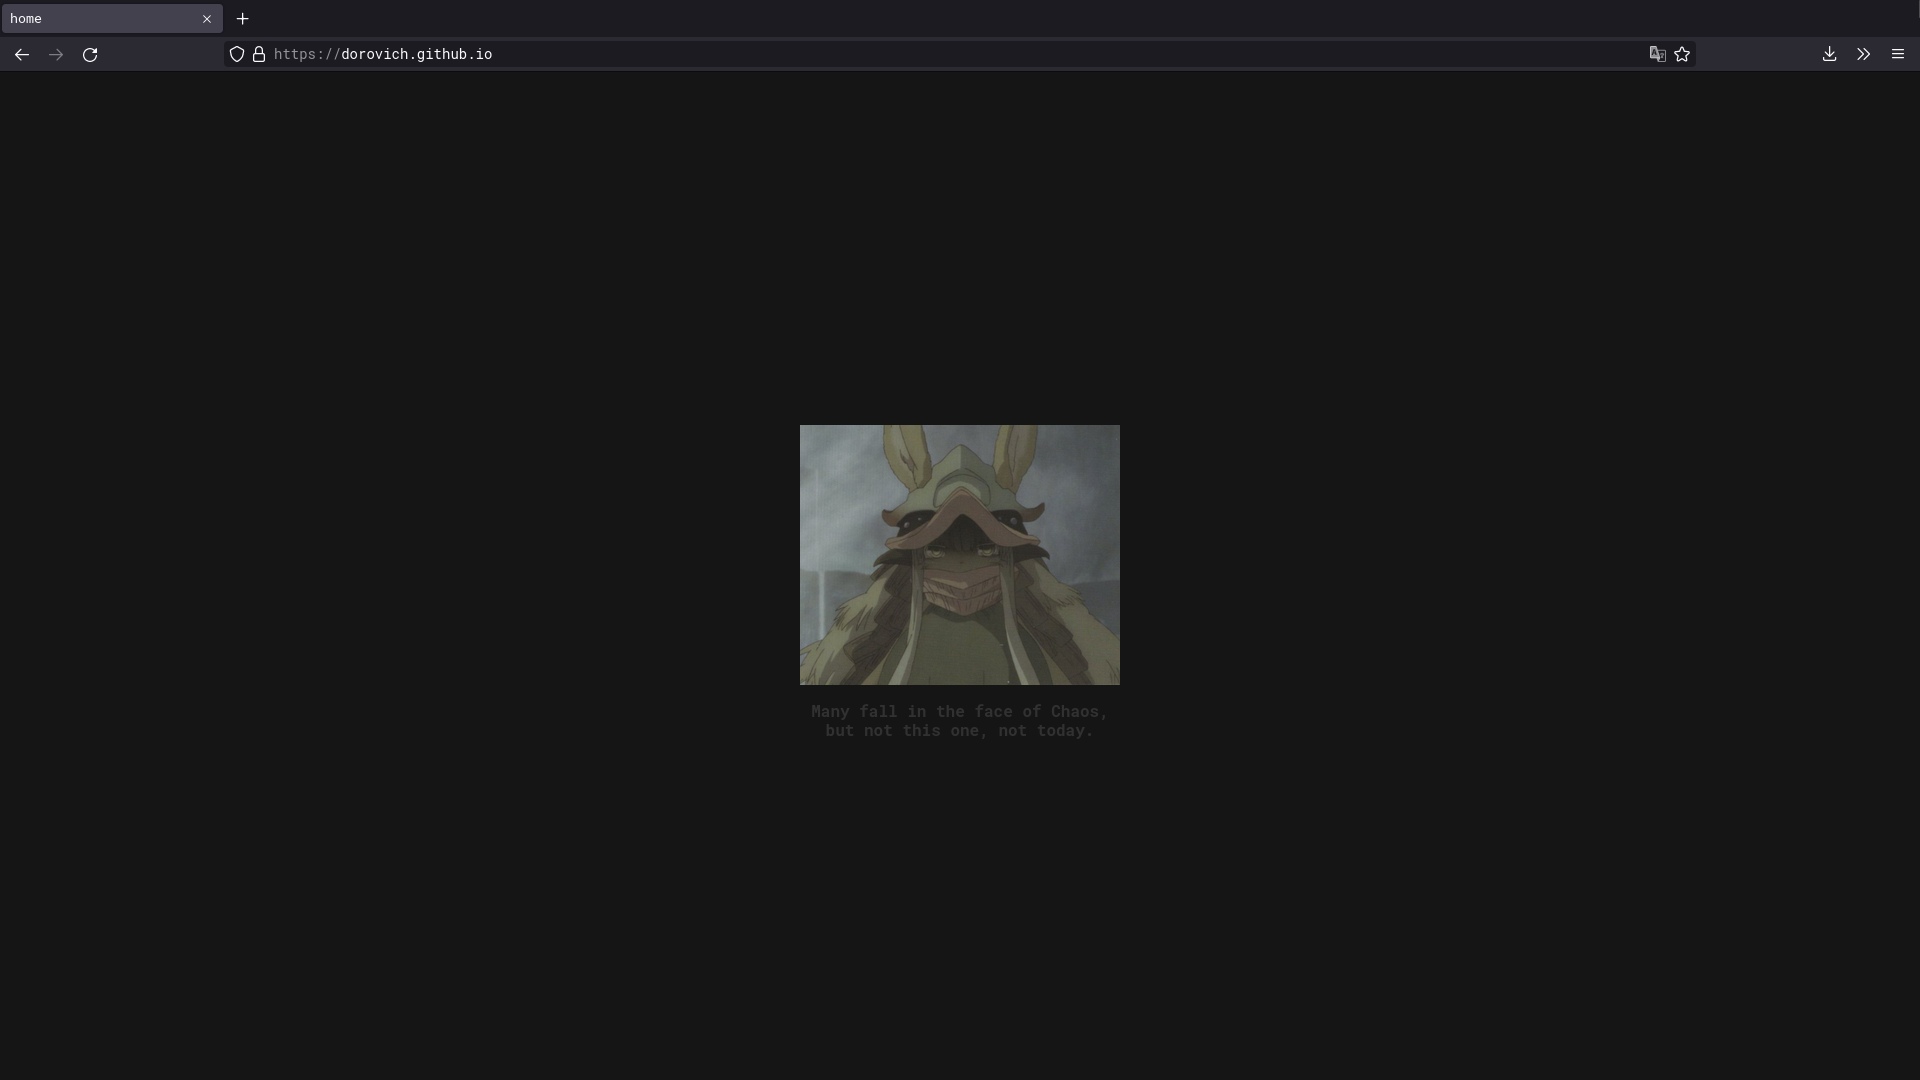 home
https://dorovich.github.io
Many fall in the face of Chaos,
but not this one, not today.